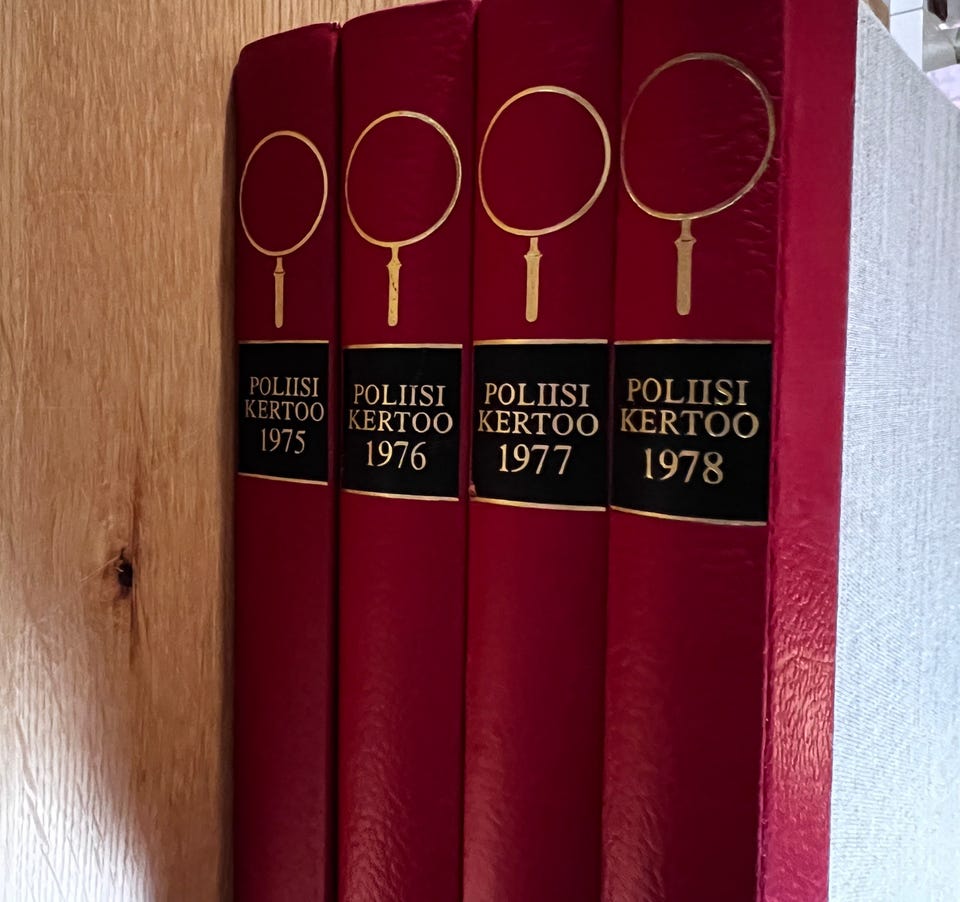 POLIISI
KERTOO
1975
POLIISI
KERTOO
1976
POLIISI
KERTOO
1977
POLIISI
KERTOO
1978